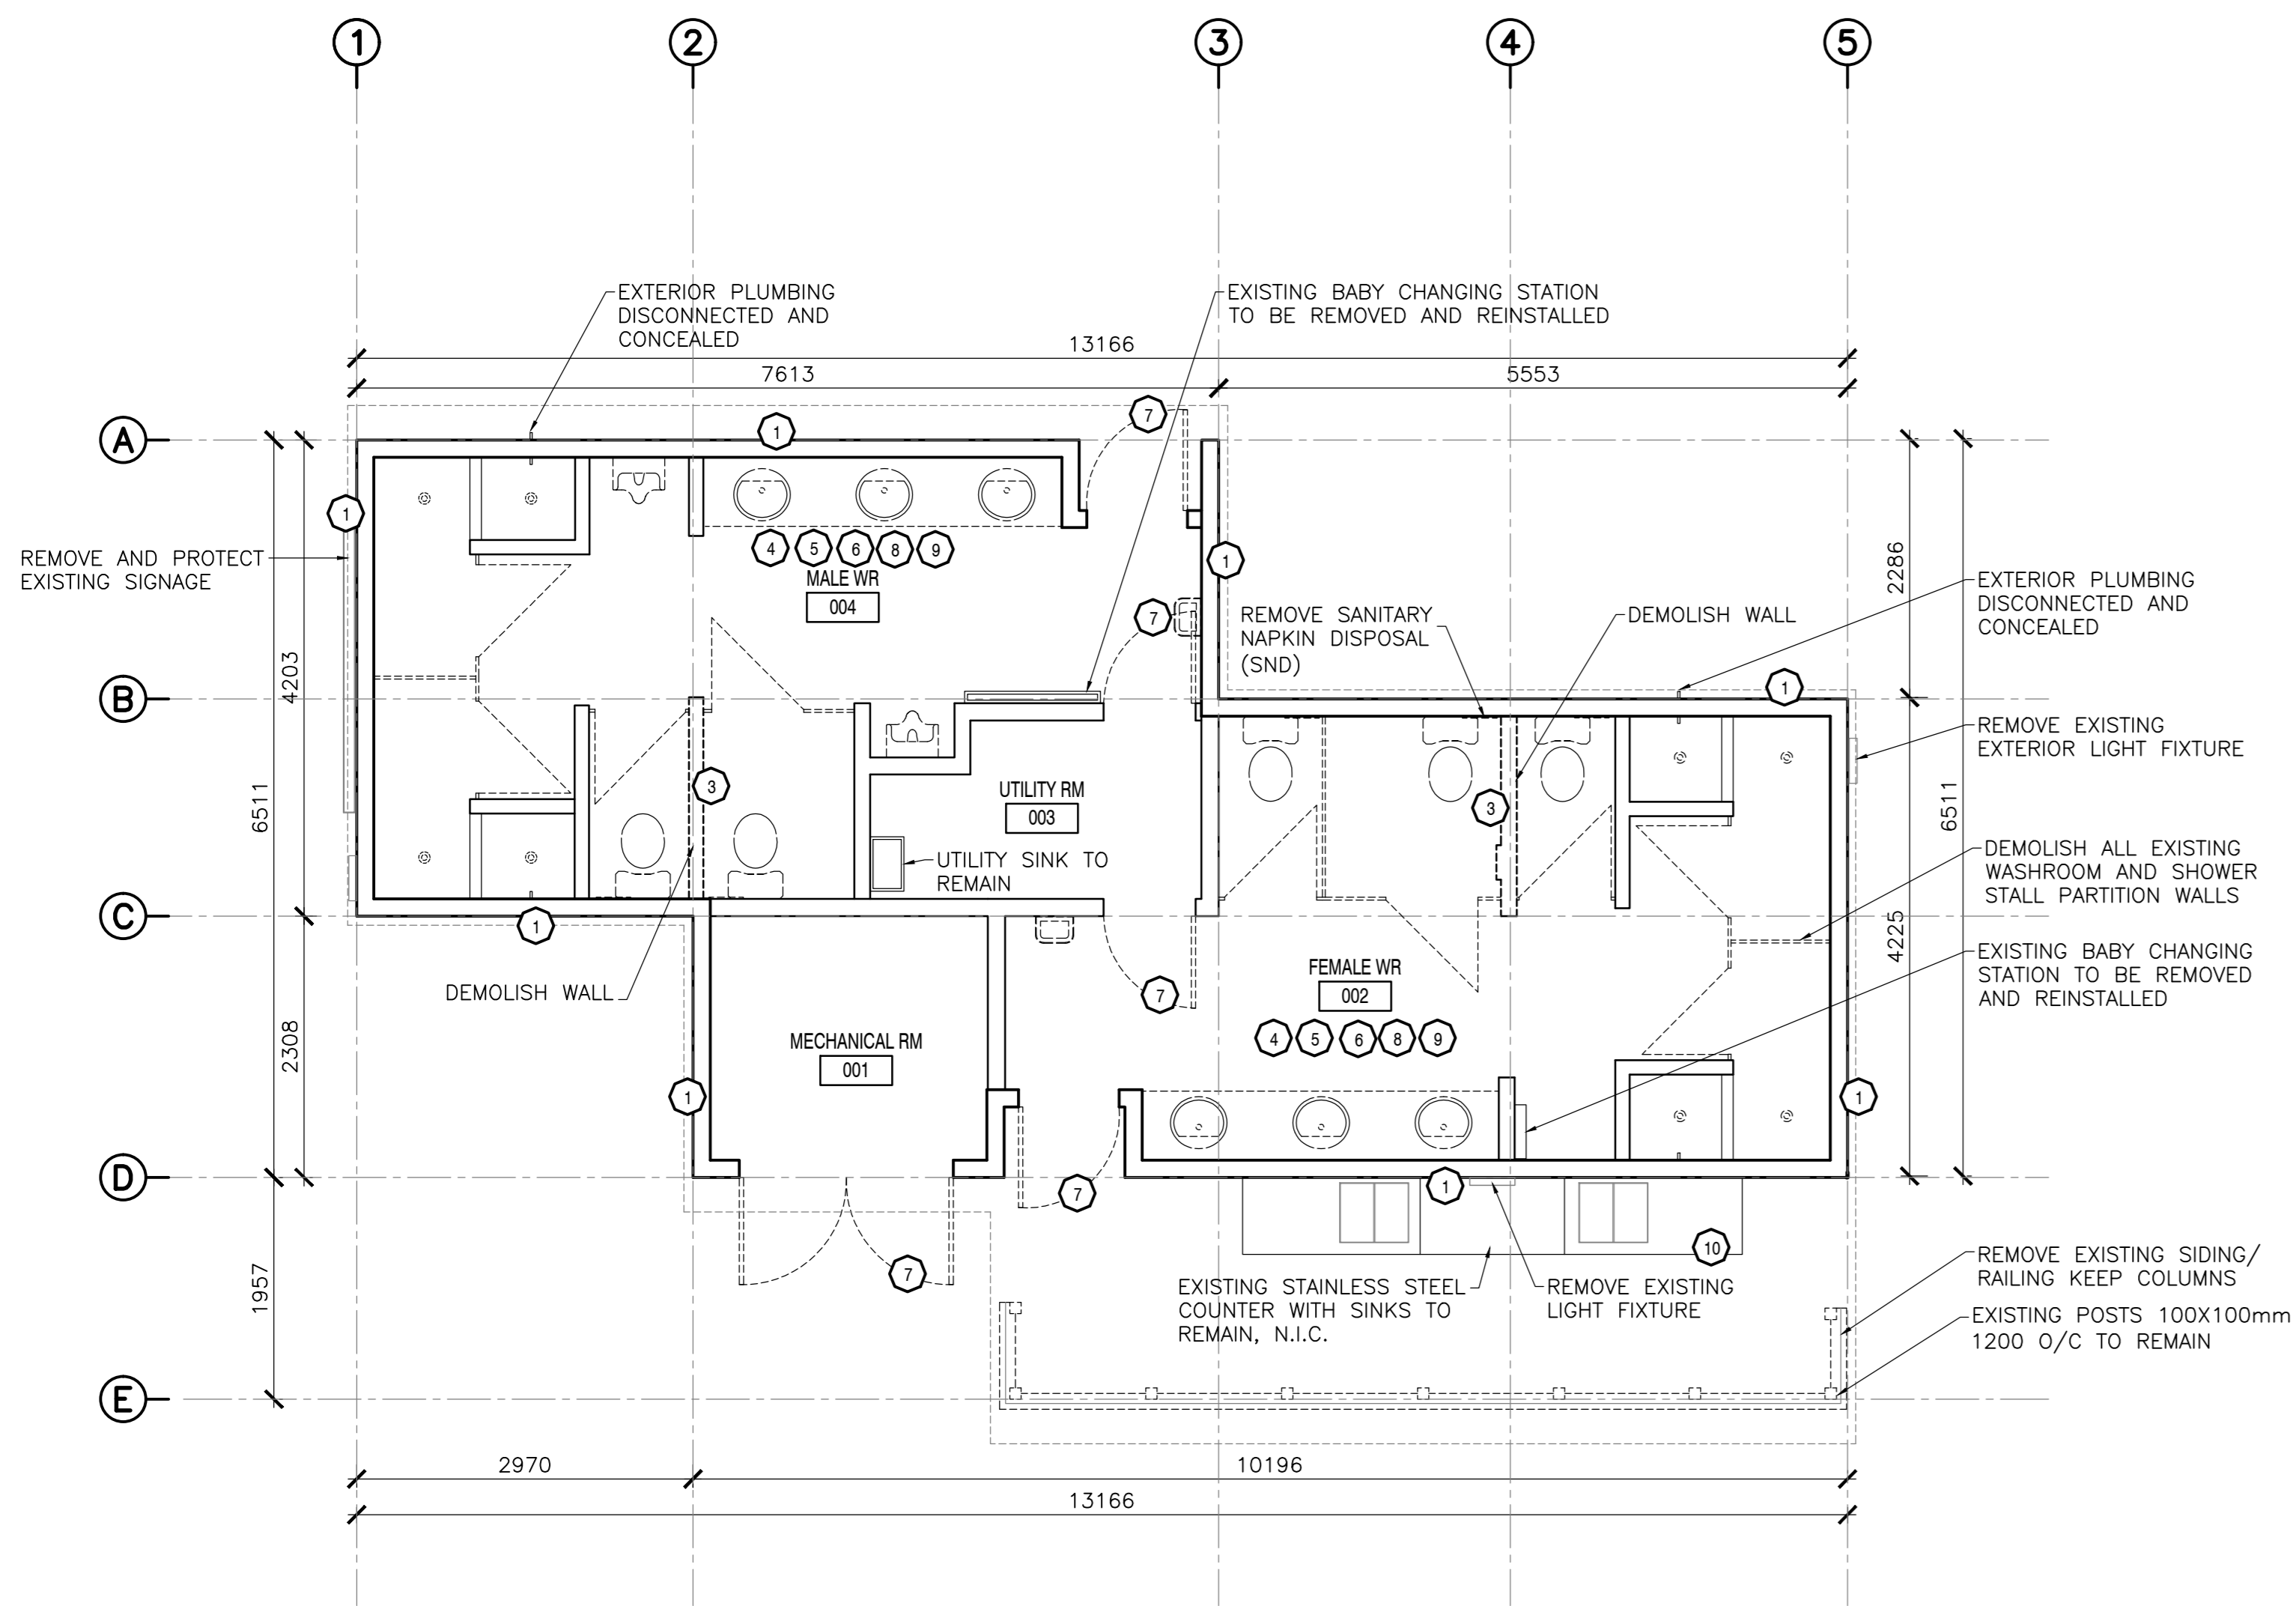 1
2
3
4
5
EXTERIOR PLUMBING
DISCONNECTED AND
CONCEALED
EXISTING BABY CHANGING STATION
TO BE REMOVED AND REINSTALLED
13166
7613
5553
A
1
7
1
REMOVE AND PROTECT
EXISTING SIGNAGE
4
5
6
8
9
MALE WR
004
1
7
2286
EXTERIOR PLUMBING
DISCONNECTED AND
CONCEALED
REMOVE SANITARY
NAPKIN DISPOSAL
(SND)
DEMOLISH WALL
4203
B
1
REMOVE EXISTING
EXTERIOR LIGHT FIXTURE
6511
3
UTILITY RM
003
3
6511
UTILITY SINK TO
REMAIN
DEMOLISH ALL EXISTING
WASHROOM AND SHOWER
STALL PARTITION WALLS
C
1
4225
EXISTING BABY CHANGING
STATION TO BE REMOVED
AND REINSTALLED
DEMOLISH WALL
7
FEMALE WR
002
2308
4
5
6
8
9
MECHANICAL RM
001
1
1
D
7
1
7
10
1957
EXISTING STAINLESS STEEL
COUNTER WITH SINKS TO
REMAIN, N.I.C.
REMOVE EXISTING
LIGHT FIXTURE
REMOVE EXISTING SIDING/
RAILING KEEP COLUMNS
EXISTING POSTS 100X100mm
1200 O/C TO REMAIN
E
2970
10196
13166